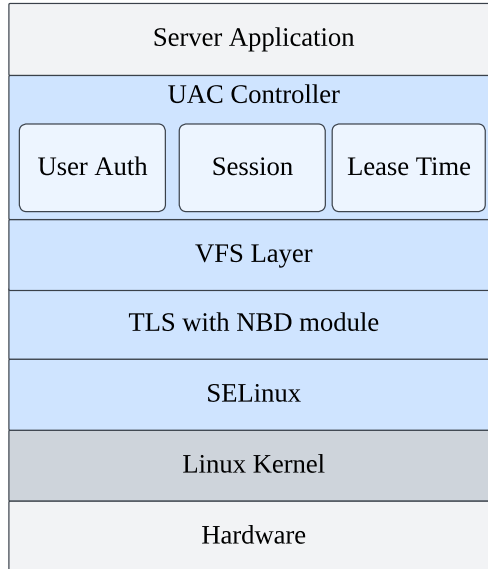 Server Application
UAC Controller
User Auth Session Lease Time
VFS Layer
TLS with NBD module
SELinux
Linux Kernel
Hardware